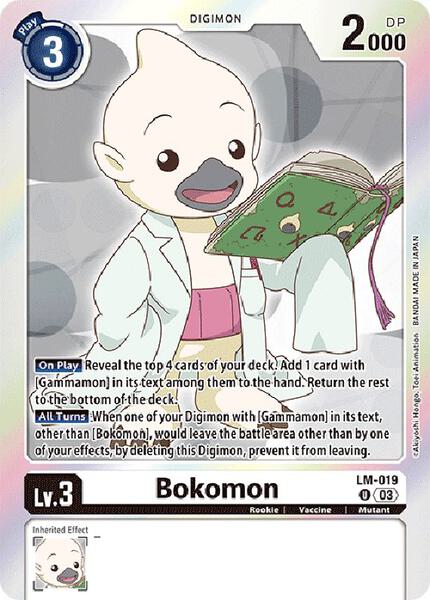 DIGIMON
Play
3
DP
2000
On Play Reveal the top 4 cards of your deck. Add 1 card with
[Gammamon] in its text among them to the hand. Return the rest
to the bottom of the deck.
All Turns When one of your Digimon with [Gammamon] in its text,
other than [Bokomon], would leave the battle area other than by one
of your effects, by deleting this Digimon, prevent it from leaving.
©Akiyoshi Hongo, Toei Animation BANDAI MADE IN JAPAN
Lv.3
Bokomon
LM-019
U 03
Rookie | Vaccine | Mutant
Inherited Effect
–